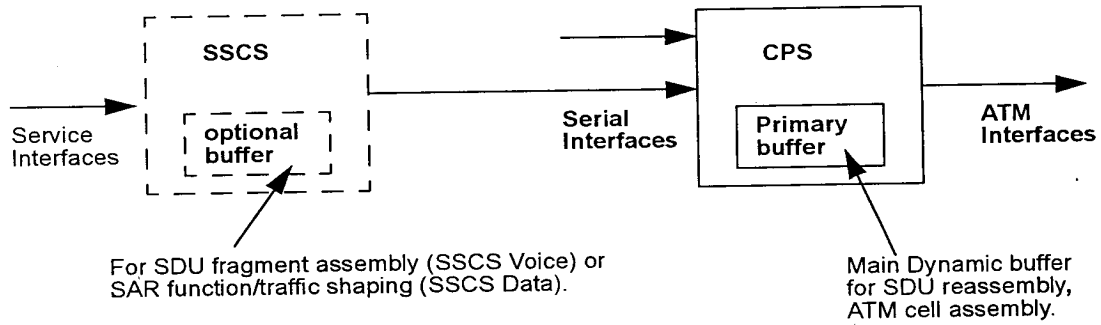 SSCS
CPS
Service
Interfaces
optional
buffer
Serial
Interfaces
Primary
buffer
ATM
Interfaces
For SDU fragment assembly (SSCS Voice) or
SAR function/traffic shaping (SSCS Data).
Main Dynamic buffer
for SDU reassembly,
ATM cell assembly.